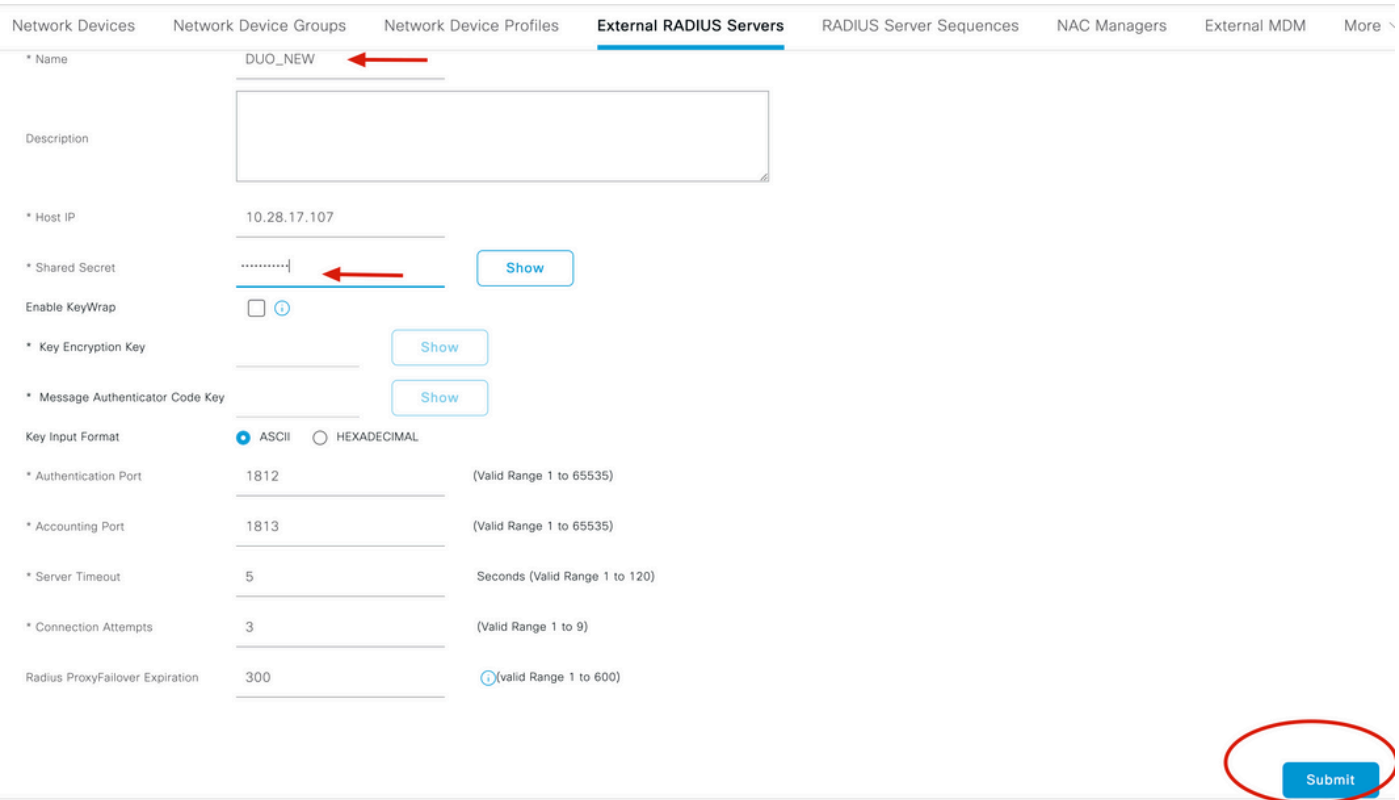 Network Devices Network Device Groups Network Device Profiles External RADIUS Servers RADIUS Server Sequences NAC Managers External MDM More
* Name DUO_NEW
Description
* Host IP 10.28.17.107
* Shared Secret ··········· Show
Enable KeyWrap
* Key Encryption Key Show
* Message Authenticator Code Key Show
Key Input Format ASCII HEXADECIMAL
* Authentication Port 1812 (Valid Range 1 to 65535)
* Accounting Port 1813 (Valid Range 1 to 65535)
* Server Timeout 5 Seconds (Valid Range 1 to 120)
* Connection Attempts 3 (Valid Range 1 to 9)
Radius ProxyFailover Expiration 300 (valid Range 1 to 600)
Submit